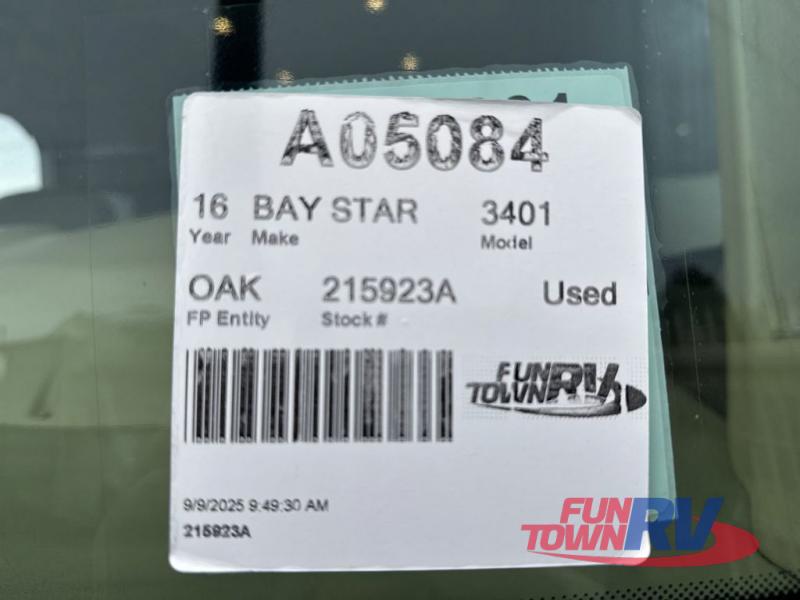 A05084
16 BAY STAR 3401
Year Make Model
OAK 215923A Used
FP Entity Stock #
FUN
TOWN RV
9/9/2025 9:49:30 AM
215923A
FUN
TOWN RV